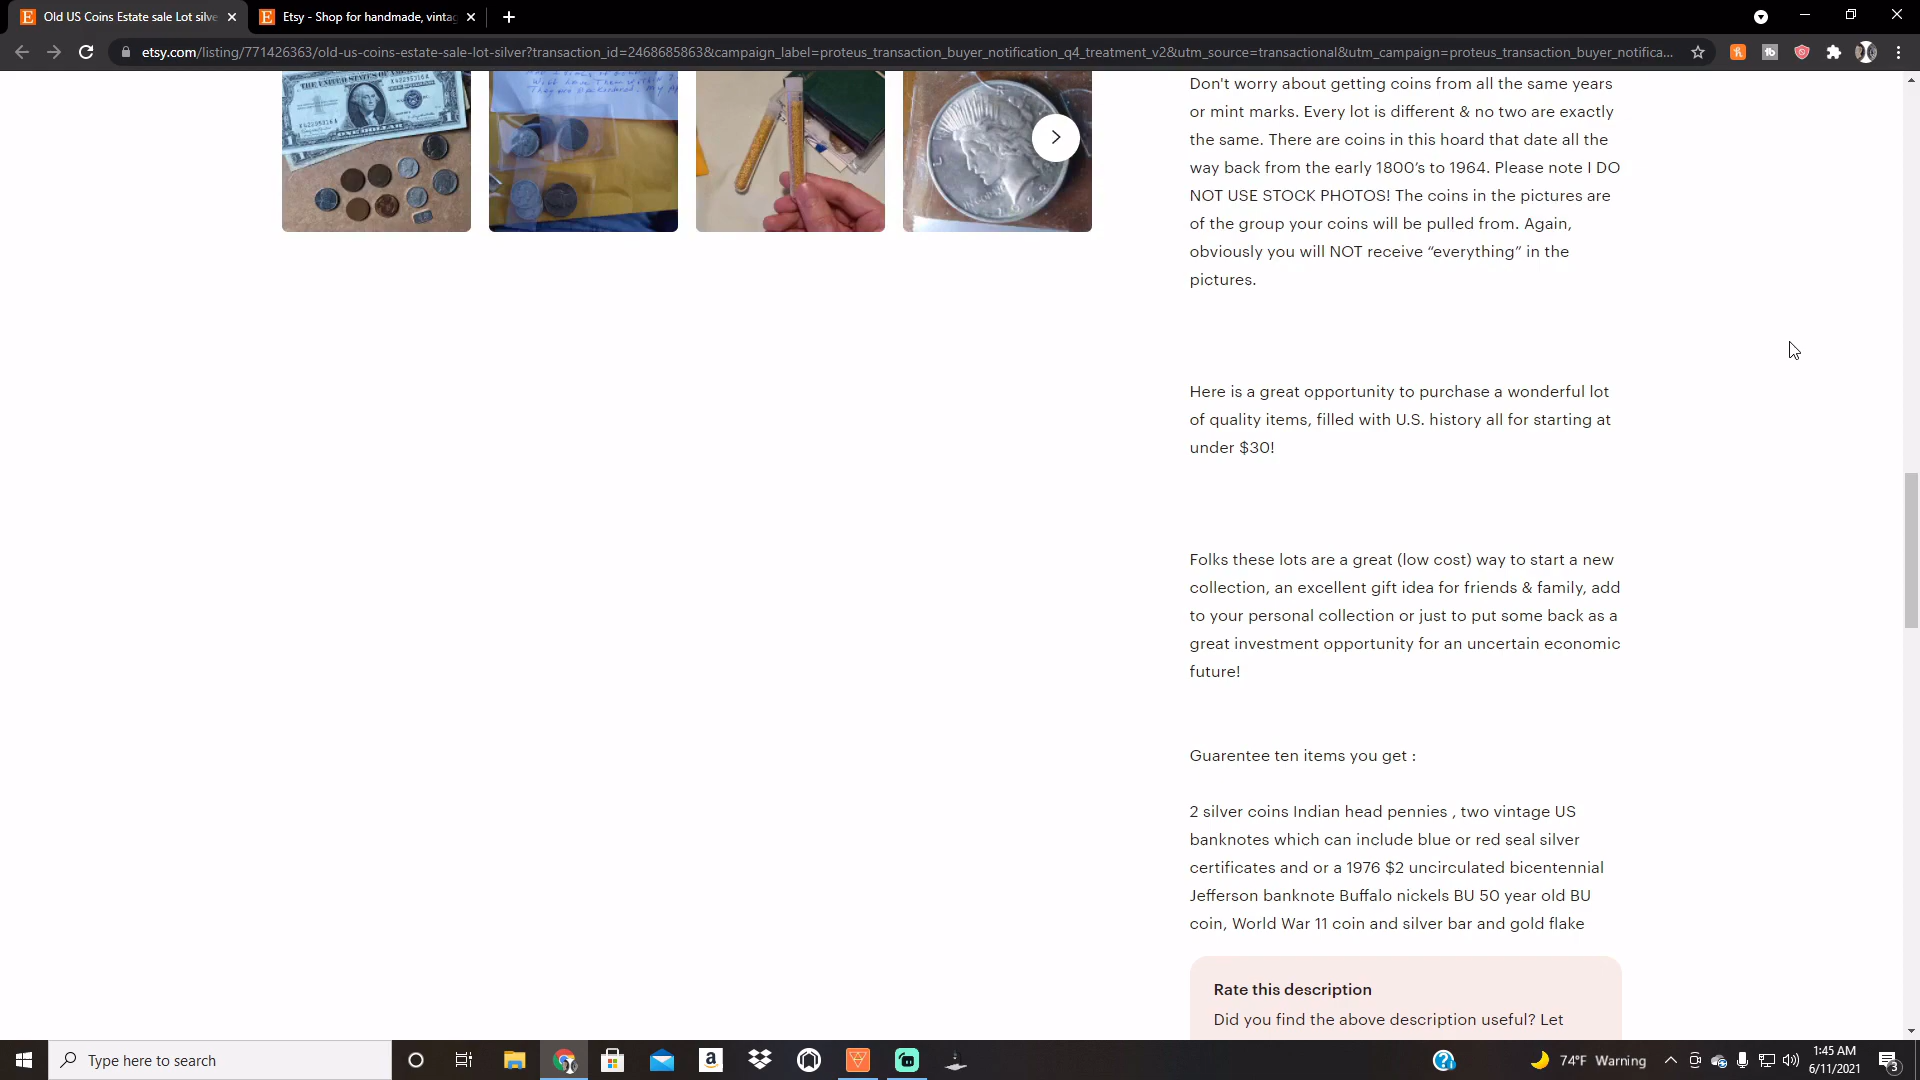 Old US Coins Estate sale Lot silve
Etsy - Shop for handmade, vintag
etsy.com/listing/771426363/old-us-coins-estate-sale-lot-silver?transaction_id=2468685863&campaign_label=proteus_transaction_buyer_notification_q4_treatment_v2&utm_source=transactional&utm_campaign=proteus_transaction_buyer_notifica...
THE UNITED STATES OF AMERICA
ONE DOLLAR
Don't worry about getting coins from all the same years
or mint marks. Every lot is different & no two are exactly
the same. There are coins in this hoard that date all the
way back from the early 1800's to 1964. Please note I DO
NOT USE STOCK PHOTOS! The coins in the pictures are
of the group your coins will be pulled from. Again,
obviously you will NOT receive “everything” in the
pictures.
Here is a great opportunity to purchase a wonderful lot
of quality items, filled with U.S. history all for starting at
under $30!
Folks these lots are a great (low cost) way to start a new
collection, an excellent gift idea for friends & family, add
to your personal collection or just to put some back as a
great investment opportunity for an uncertain economic
future!
Guarentee ten items you get :
2 silver coins Indian head pennies , two vintage US
banknotes which can include blue or red seal silver
certificates and or a 1976 $2 uncirculated bicentennial
Jefferson banknote Buffalo nickels BU 50 year old BU
coin, World War 11 coin and silver bar and gold flake
Rate this description
Did you find the above description useful? Let
Type here to search
74°F Warning
1:45 AM
6/11/2021
3